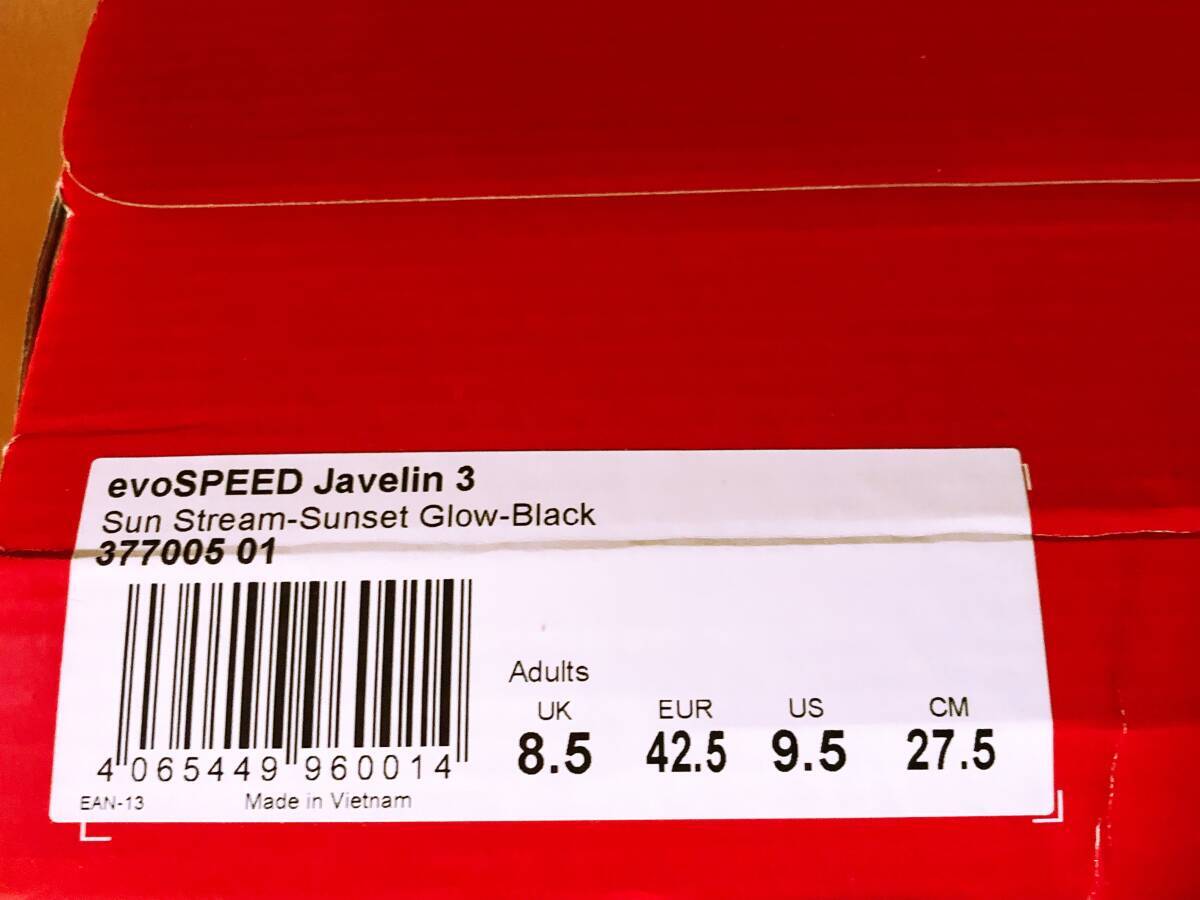 evoSPEED Javelin 3
Sun Stream-Sunset Glow-Black
377005 01
4 065449 960014
EAN-13 Made in Vietnam
Adults
UK EUR US CM
8.5 42.5 9.5 27.5